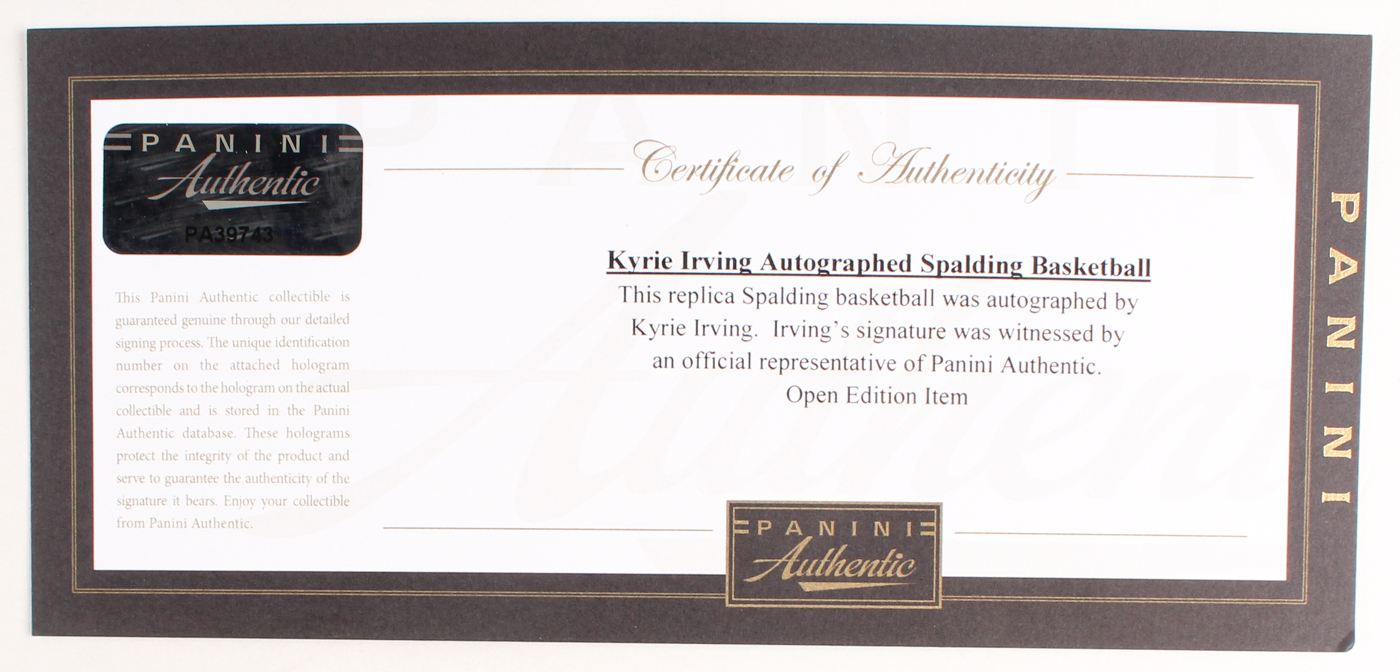 PANINI
Authentic
PA39743
This Panini Authentic collectible is
guaranteed genuine through our detailed
signing process. The unique identification
number on the attached hologram
corresponds to the hologram on the actual
collectible and is stored in the Panini
Authentic database. These holograms
protect the integrity of the product and
serve to guarantee the authenticity of the
signature it bears. Enjoy your collectible
from Panini Authentic.
Certificate of Authenticity
Kyrie Irving Autographed Spalding Basketball
This replica Spalding basketball was autographed by
Kyrie Irving. Irving's signature was witnessed by
an official representative of Panini Authentic.
Open Edition Item
PANINI
Authentic
PANINI